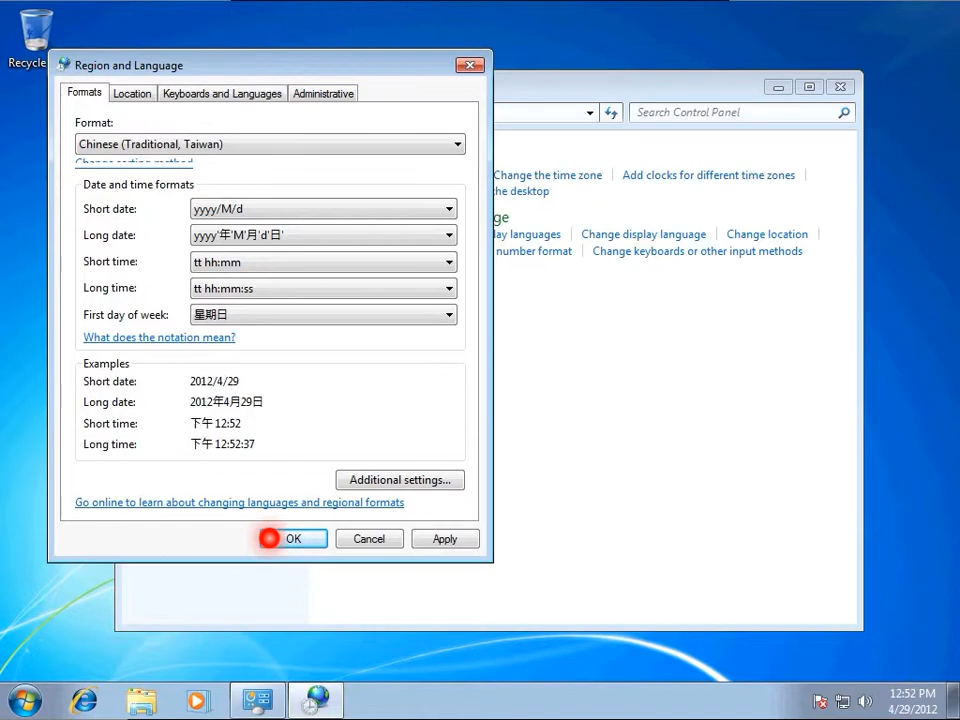 Recycle
Region and Language
Formats
Location
Keyboards and Languages
Administrative
Format:
Chinese (Traditional, Taiwan)
Change sorting method
Date and time formats
Short date:
yyyy/M/d
Long date:
yyyy'年'M'月'd'日'
Short time:
tt hh:mm
Long time:
tt hh:mm:ss
First day of week:
星期日
What does the notation mean?
Examples
Short date:
2012/4/29
Long date:
2012年4月29日
Short time:
下午 12:52
Long time:
下午 12:52:37
Additional settings...
Go online to learn about changing languages and regional formats
OK
Cancel
Apply
Search Control Panel
Change the time zone
Add clocks for different time zones
the desktop
ge
lay languages
Change display language
Change location
number format
Change keyboards or other input methods
12:52 PM
4/29/2012